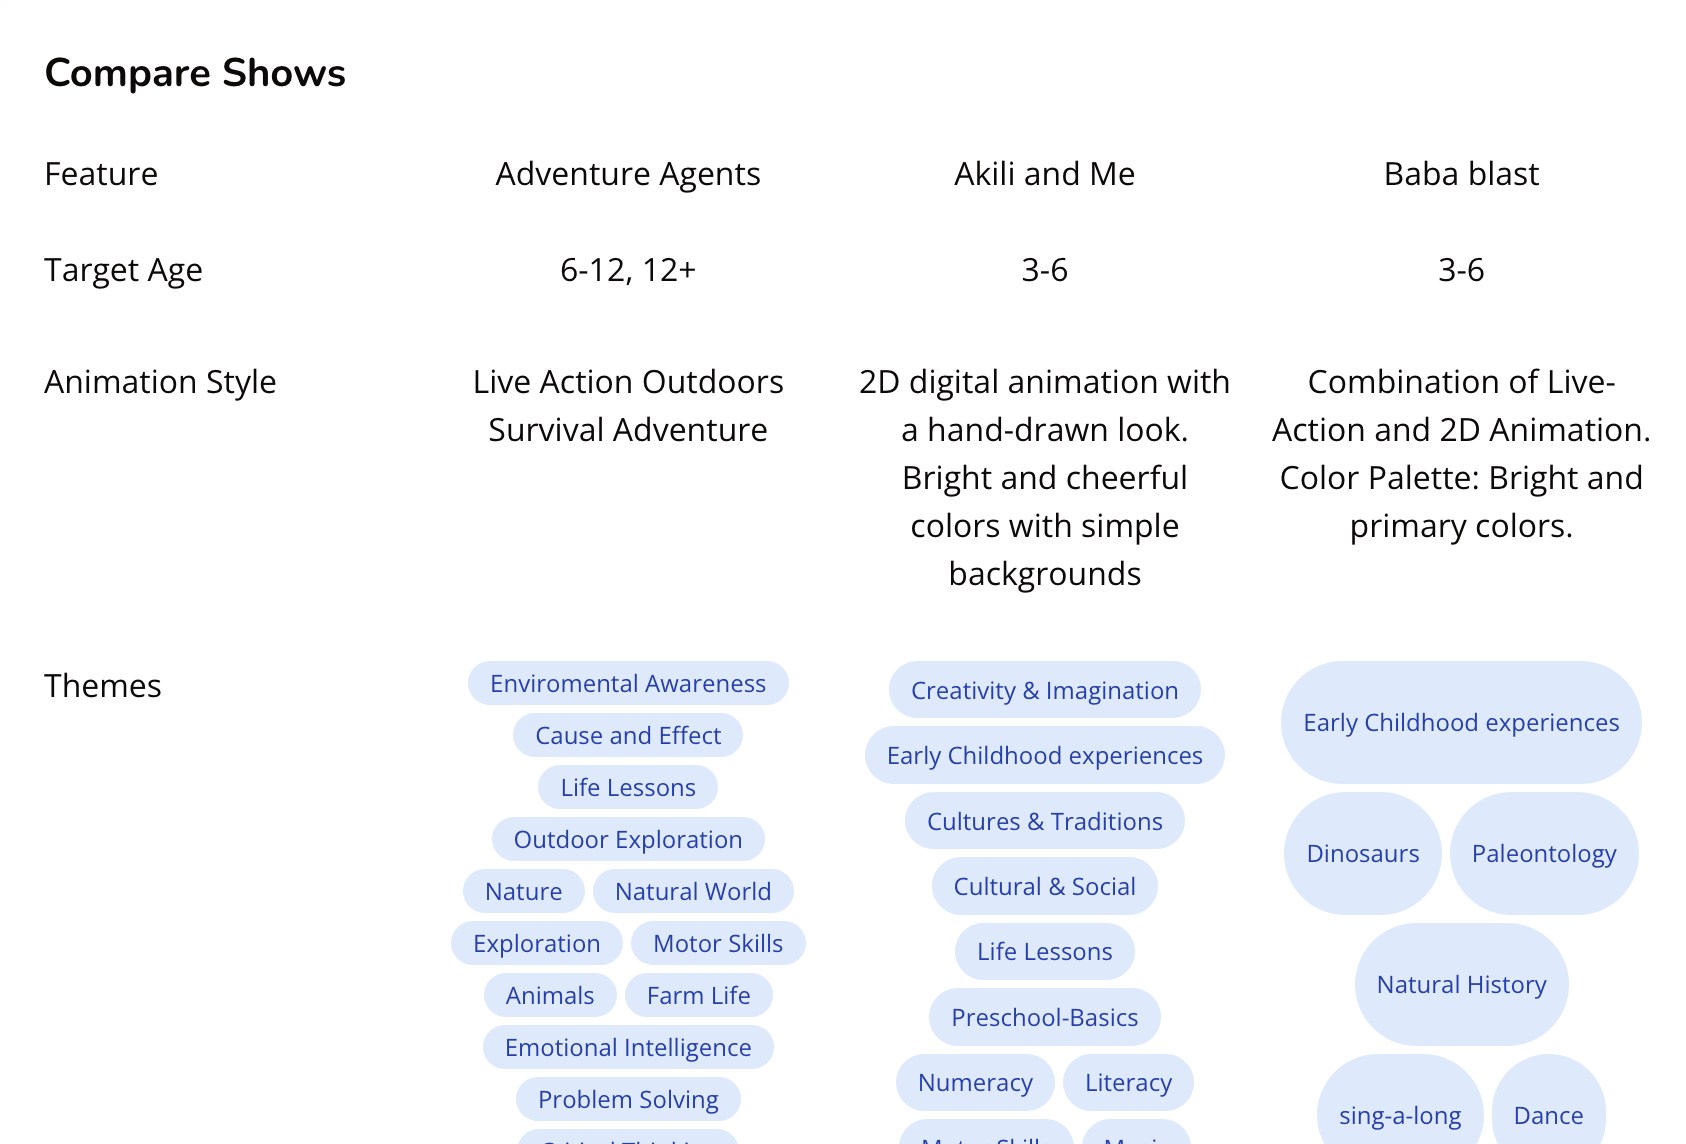 Compare Shows
Feature
Adventure Agents
Akili and Me
Baba blast
Target Age
6-12, 12+
3-6
3-6
Animation Style
Live Action Outdoors
Survival Adventure
2D digital animation with
a hand-drawn look.
Bright and cheerful
colors with simple
backgrounds
Combination of Live-
Action and 2D Animation.
Color Palette: Bright and
primary colors.
Themes
Enviromental Awareness
Cause and Effect
Life Lessons
Outdoor Exploration
Nature
Natural World
Exploration
Motor Skills
Animals
Farm Life
Emotional Intelligence
Problem Solving
Creativity & Imagination
Early Childhood experiences
Cultures & Traditions
Cultural & Social
Life Lessons
Preschool-Basics
Numeracy
Literacy
Early Childhood experiences
Dinosaurs
Paleontology
Natural History
sing-a-long
Dance